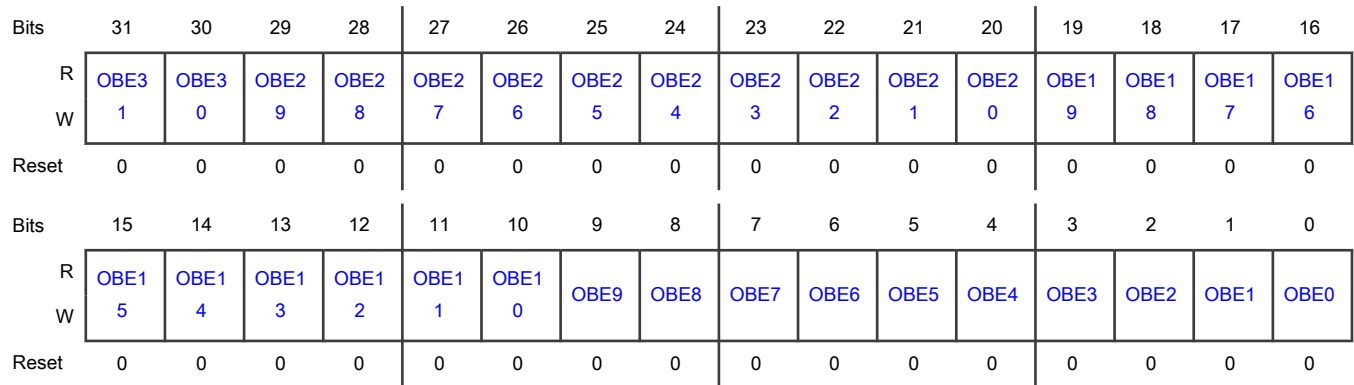 Bits 31 30 29 28 27 26 25 24 23 22 21 20 19 18 17 16
R OBE3 OBE3 OBE2 OBE2 OBE2 OBE2 OBE2 OBE2 OBE2 OBE2 OBE2 OBE2 OBE1 OBE1 OBE1 OBE1
W 1 0 9 8 7 6 5 4 3 2 1 0 9 8 7 6
Reset 0 0 0 0 0 0 0 0 0 0 0 0 0 0 0 0
Bits 15 14 13 12 11 10 9 8 7 6 5 4 3 2 1 0
R OBE1 OBE1 OBE1 OBE1 OBE1 OBE1 OBE9 OBE8 OBE7 OBE6 OBE5 OBE4 OBE3 OBE2 OBE1 OBE0
W 5 4 3 2 1 0
Reset 0 0 0 0 0 0 0 0 0 0 0 0 0 0 0 0